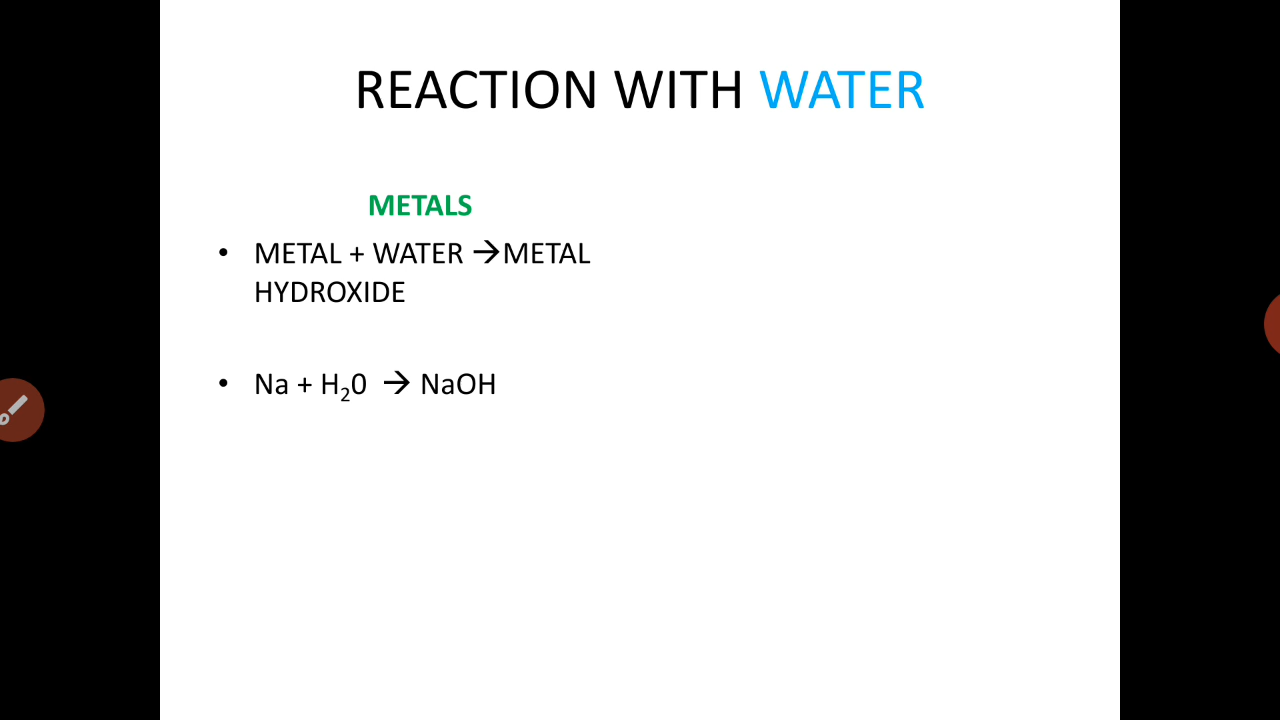 REACTION WITH WATER
METALS
• METAL + WATER →METAL
HYDROXIDE
• Na + H₂0 → NaOH